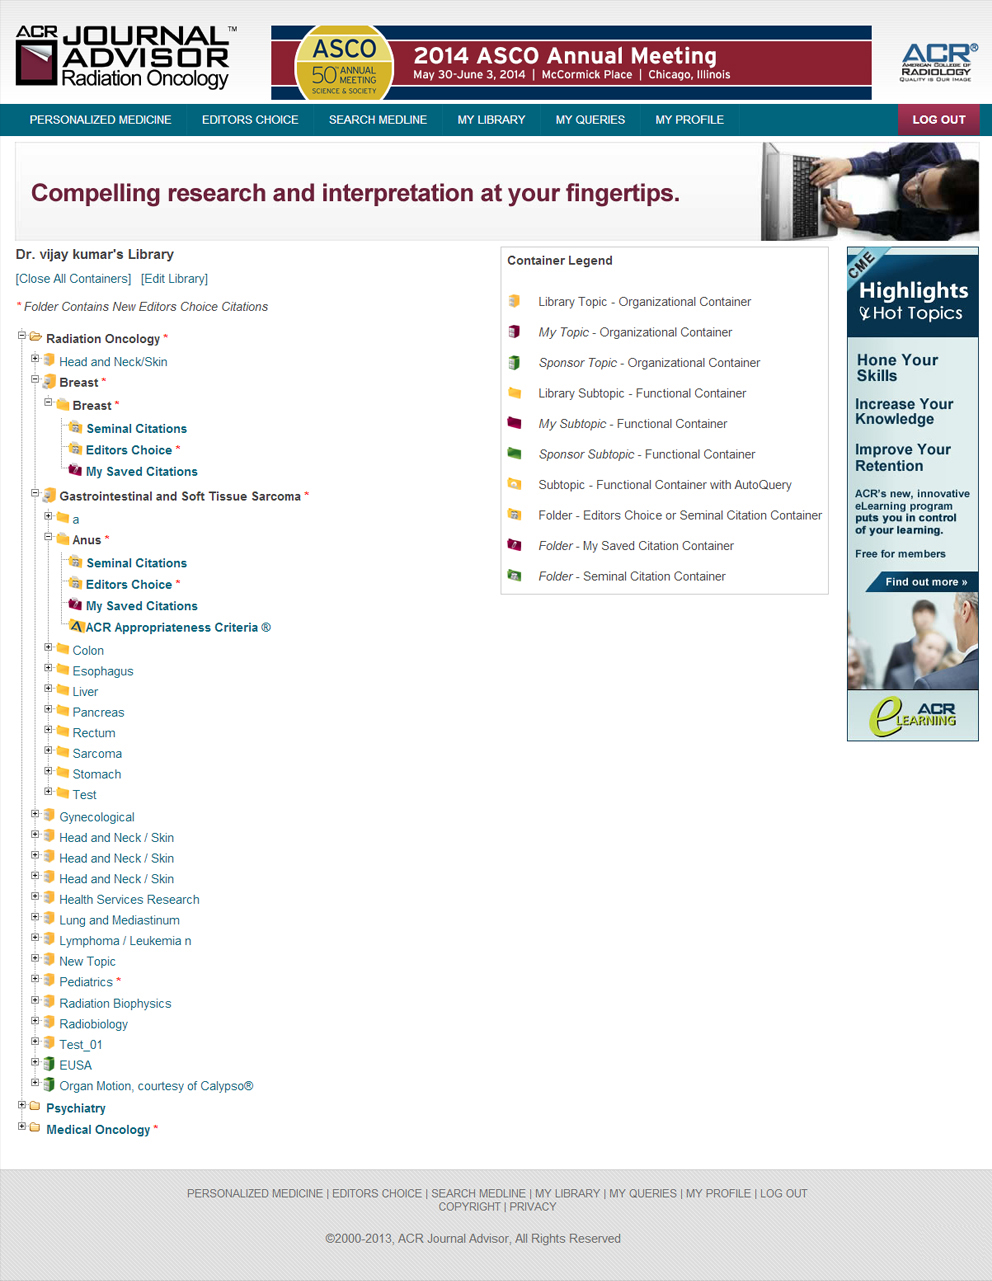 ACR JOURNAL ADVISOR™
Radiation Oncology
ASCO
50TH ANNUAL MEETING
SCIENCE & SOCIETY
2014 ASCO Annual Meeting
May 30-June 3, 2014 | McCormick Place | Chicago, Illinois
ACR®
AMERICAN COLLEGE OF
RADIOLOGY
QUALITY IS OUR IMAGE
PERSONALIZED MEDICINE EDITORS CHOICE SEARCH MEDLINE MY LIBRARY MY QUERIES MY PROFILE LOG OUT
Compelling research and interpretation at your fingertips.
Dr. vijay kumar's Library
[Close All Containers] [Edit Library]
* Folder Contains New Editors Choice Citations
Radiation Oncology *
Head and Neck/Skin
Breast *
Breast *
Seminal Citations
Editors Choice *
My Saved Citations
Gastrointestinal and Soft Tissue Sarcoma *
a
Anus *
Seminal Citations
Editors Choice *
My Saved Citations
ACR Appropriateness Criteria ®
Colon
Esophagus
Liver
Pancreas
Rectum
Sarcoma
Stomach
Test
Gynecological
Head and Neck / Skin
Head and Neck / Skin
Head and Neck / Skin
Health Services Research
Lung and Mediastinum
Lymphoma / Leukemia n
New Topic
Pediatrics *
Radiation Biophysics
Radiobiology
Test_01
EUSA
Organ Motion, courtesy of Calypso®
Psychiatry
Medical Oncology *
Container Legend
Library Topic - Organizational Container
My Topic - Organizational Container
Sponsor Topic - Organizational Container
Library Subtopic - Functional Container
My Subtopic - Functional Container
Sponsor Subtopic - Functional Container
Subtopic - Functional Container with AutoQuery
Folder - Editors Choice or Seminal Citation Container
Folder - My Saved Citation Container
Folder - Seminal Citation Container
CME
Highlights
& Hot Topics
Hone Your
Skills
Increase Your
Knowledge
Improve Your
Retention
ACR's new, innovative
eLearning program
puts you in control
of your learning.
Free for members
Find out more »
ACR
eLEARNING
PERSONALIZED MEDICINE | EDITORS CHOICE | SEARCH MEDLINE | MY LIBRARY | MY QUERIES | MY PROFILE | LOG OUT
COPYRIGHT | PRIVACY
©2000-2013, ACR Journal Advisor, All Rights Reserved